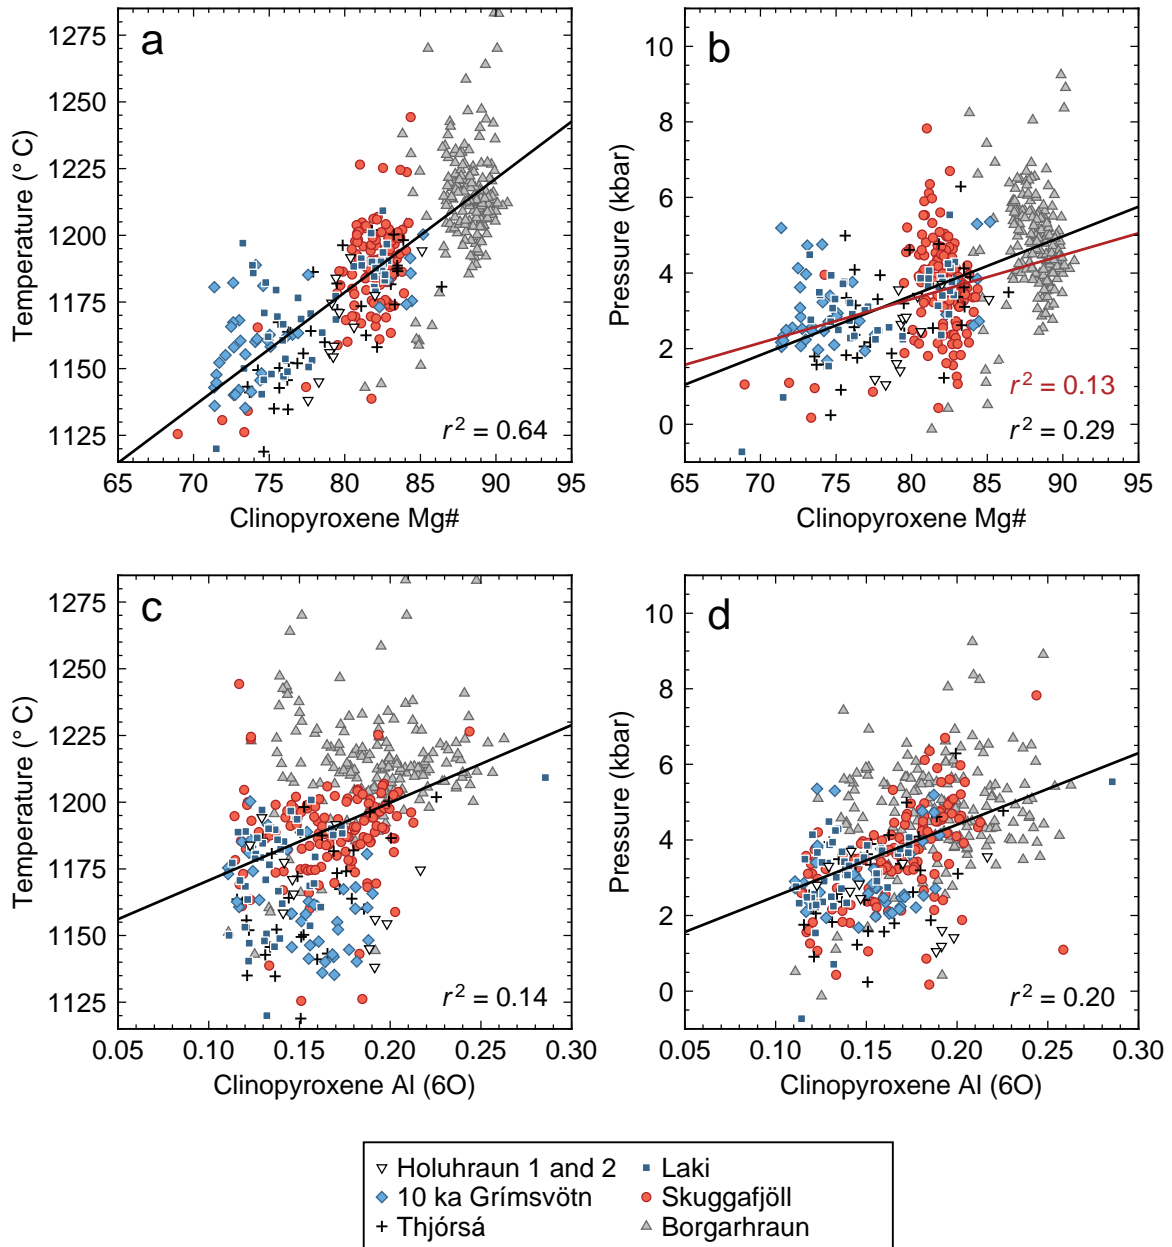 a
1275
1250
1225
1200
1175
1150
1125
Temperature (° C)
r² = 0.64
65 70 75 80 85 90 95
Clinopyroxene Mg#
b
10
8
6
4
2
0
Pressure (kbar)
r² = 0.13
r² = 0.29
65 70 75 80 85 90 95
Clinopyroxene Mg#
c
1275
1250
1225
1200
1175
1150
1125
Temperature (° C)
r² = 0.14
0.05 0.10 0.15 0.20 0.25 0.30
Clinopyroxene Al (6O)
d
10
8
6
4
2
0
Pressure (kbar)
r² = 0.20
0.05 0.10 0.15 0.20 0.25 0.30
Clinopyroxene Al (6O)
Holuhraun 1 and 2
Laki
10 ka Grímsvötn
Skuggafjöll
Thjórsá
Borgarhraun